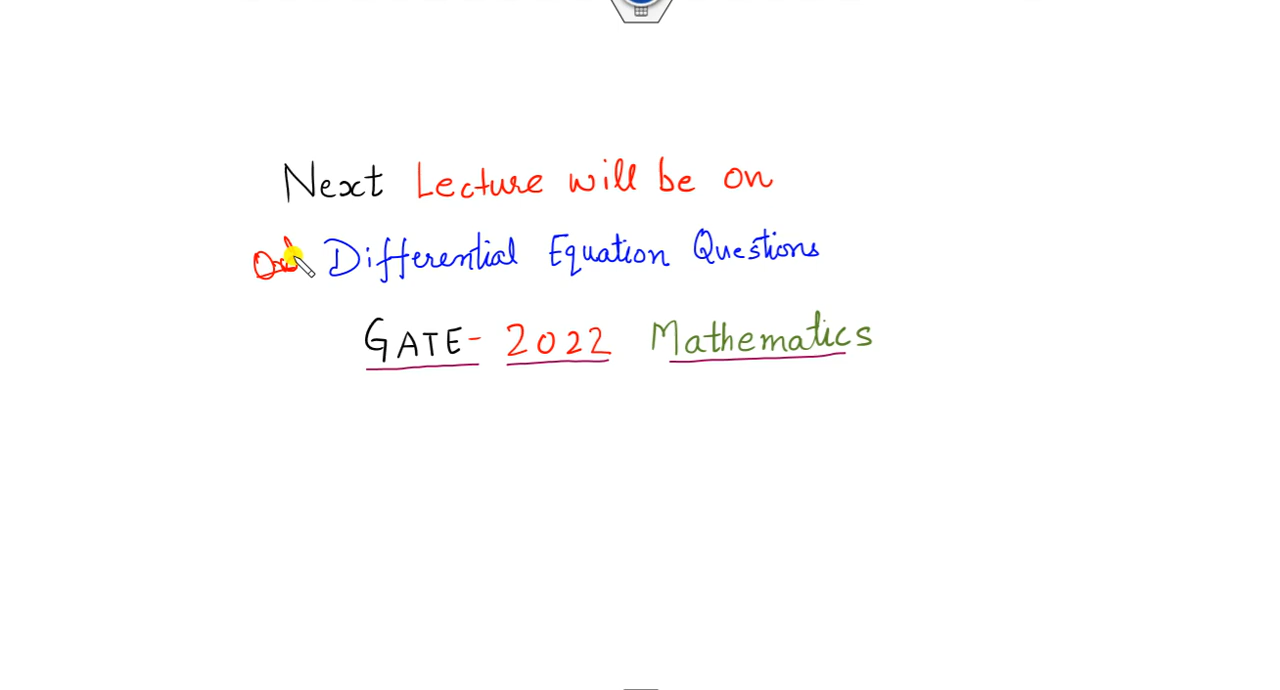 Next Lecture will be on
Differential Equation Questions
GATE- 2022 Mathematics